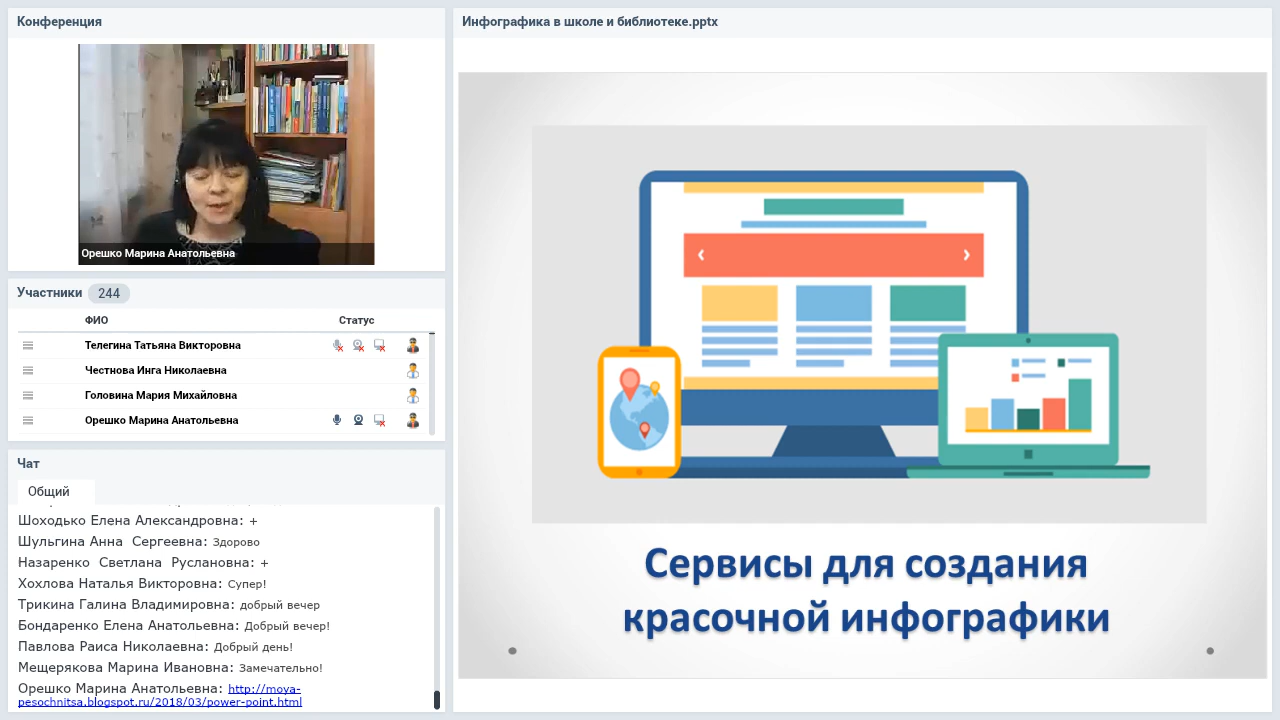 Конференция
Орешко Марина Анатольевна
Участники 244
ФИО Статус
Телегина Татьяна Викторовна
Честнова Инга Николаевна
Головина Мария Михайловна
Орешко Марина Анатольевна
Чат
Общий
Шоходько Елена Александровна: +
Шульгина Анна Сергеевна: Здорово
Назаренко Светлана Руслановна: +
Хохлова Наталья Викторовна: Супер!
Трикина Галина Владимировна: добрый вечер
Бондаренко Елена Анатольевна: Добрый вечер!
Павлова Раиса Николаевна: Добрый день!
Мещерякова Марина Ивановна: Замечательно!
Орешко Марина Анатольевна: http://moya-
pesochnitsa.blogspot.ru/2018/03/power-point.html
Инфографика в школе и библиотеке.pptx
Сервисы для создания
красочной инфографики